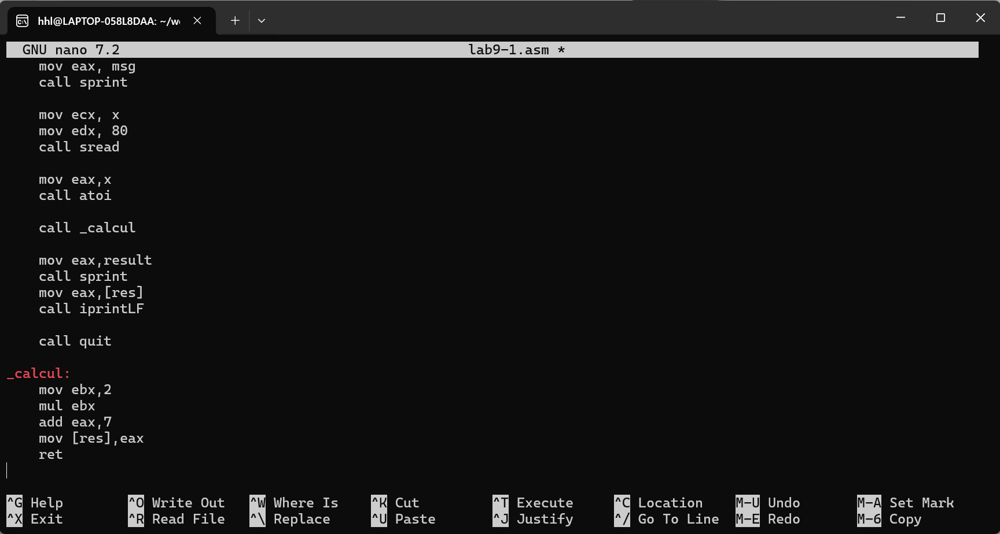 hhl@LAPTOP-058L8DAA: ~/w
GNU nano 7.2 lab9-1.asm *
mov eax, msg
call sprint
mov ecx, x
mov edx, 80
call sread
mov eax,x
call atoi
call _calcul
mov eax,result
call sprint
mov eax,[res]
call iprintLF
call quit
_calcul:
mov ebx,2
mul ebx
add eax,7
mov [res],eax
ret
^G Help ^O Write Out ^W Where Is ^K Cut ^T Execute ^C Location M-U Undo M-A Set Mark
^X Exit ^R Read File ^\ Replace ^U Paste ^J Justify ^/ Go To Line M-E Redo M-6 Copy